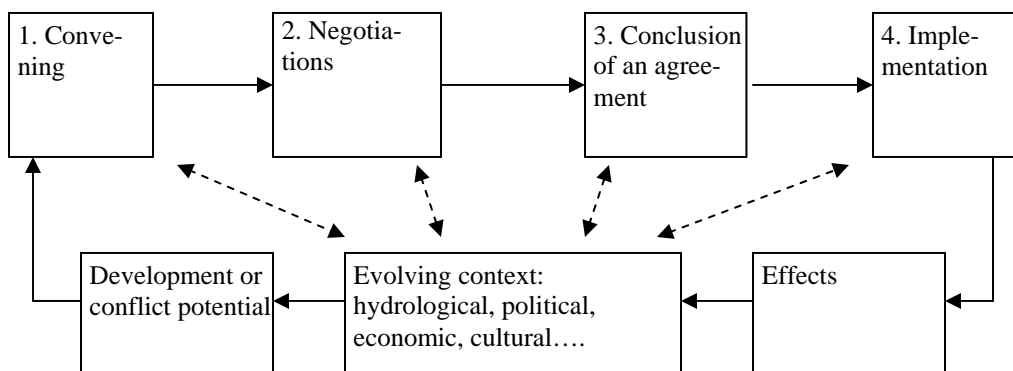 1. Conve-
ning
2. Negotia-
tions
3. Conclusion
of an agree-
ment
4. Imple-
mentation
Development or
conflict potential
Evolving context:
hydrological, political,
economic, cultural….
Effects